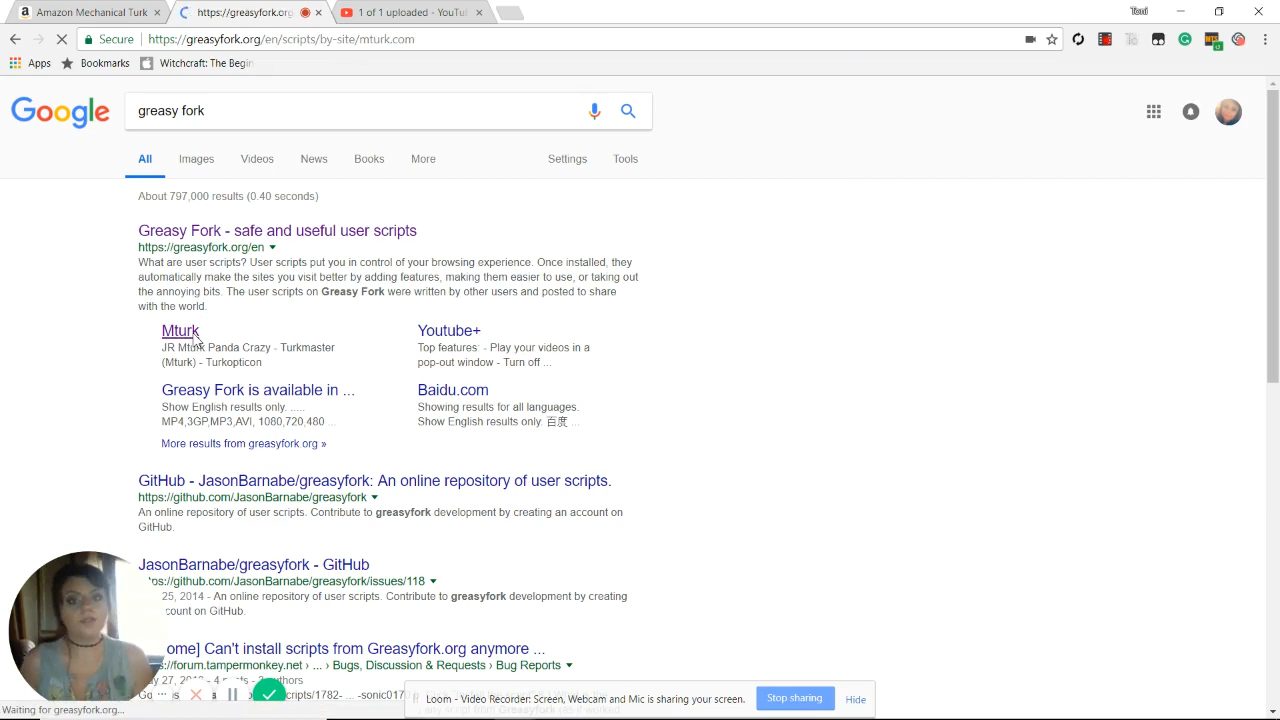 Amazon Mechanical Turk
https://greasyfork.org
1 of 1 uploaded - YouTu
Secure
https://greasyfork.org/en/scripts/by-site/mturk.com
Apps
Bookmarks
Witchcraft: The Begin
Google
greasy fork
All
Images
Videos
News
Books
More
Settings
Tools
About 797,000 results (0.40 seconds)
Greasy Fork - safe and useful user scripts
https://greasyfork.org/en
What are user scripts? User scripts put you in control of your browsing experience. Once installed, they
automatically make the sites you visit better by adding features, making them easier to use, or taking out
the annoying bits. The user scripts on Greasy Fork were written by other users and posted to share
with the world.
Mturk
JR Mturk Panda Crazy - Turkmaster
(Mturk) - Turkopticon
Youtube+
Top features: - Play your videos in a
pop-out window - Turn off ...
Greasy Fork is available in ...
Show English results only. .....
MP4,3GP,MP3,AVI, 1080,720,480 ...
Baidu.com
Showing results for all languages.
Show English results only. 百度 ...
More results from greasyfork.org »
GitHub - JasonBarnabe/greasyfork: An online repository of user scripts.
https://github.com/JasonBarnabe/greasyfork
An online repository of user scripts. Contribute to greasyfork development by creating an account on
GitHub.
JasonBarnabe/greasyfork - GitHub
ps://github.com/JasonBarnabe/greasyfork/issues/118
25, 2014 - An online repository of user scripts. Contribute to greasyfork development by creating
count on GitHub.
ome] Can't install scripts from Greasyfork.org anymore ...
s://forum.tampermonkey.net › ... › Bugs, Discussion & Requests › Bug Reports
Loom - Video Recorder: Screen, Webcam and Mic is sharing your screen.
Stop sharing
Hide
Waiting for greasyfork.org...